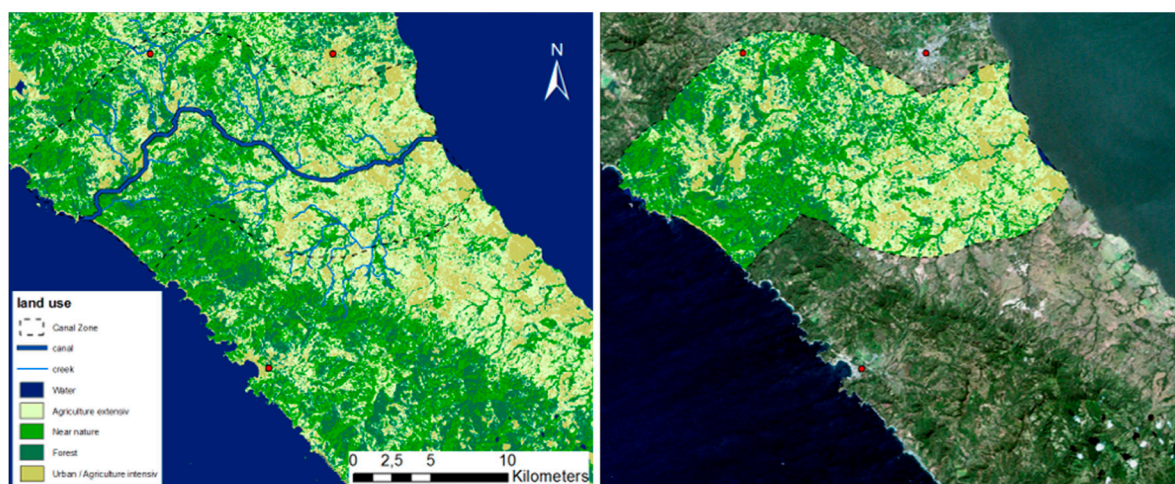 N
land use
Canal Zone
canal
creek
Water
Agriculture extensiv
Near nature
Forest
Urban / Agriculture intensiv
0 2,5 5 10
Kilometers